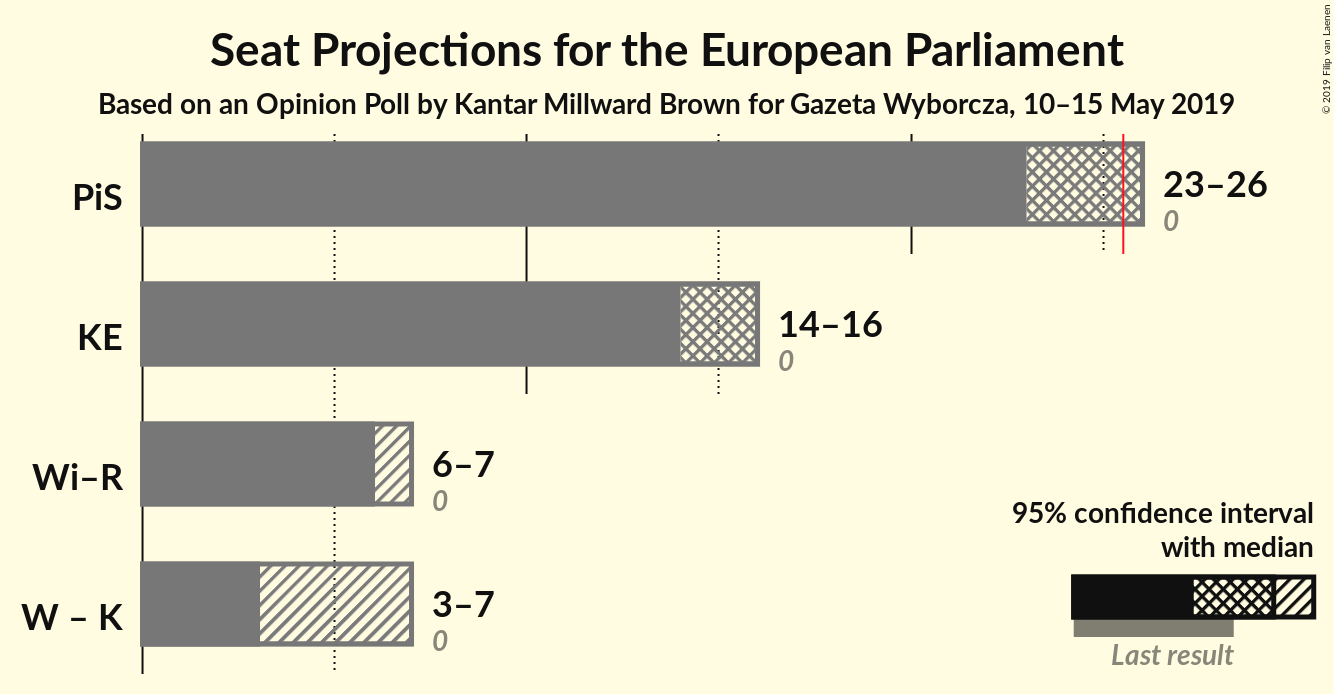 Seat Projections for the European Parliament
Based on an Opinion Poll by Kantar Millward Brown for Gazeta Wyborcza, 10–15 May 2019
© 2019 Filip van Laenen
PiS
23–26
0
KE
14–16
0
Wi–R
6–7
0
W – K
3–7
0
95% confidence interval
with median
Last result